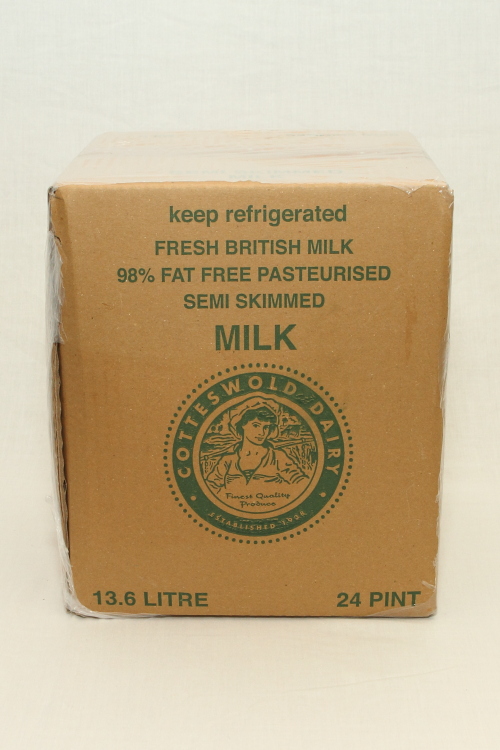 keep refrigerated
FRESH BRITISH MILK
98% FAT FREE PASTEURISED
SEMI SKIMMED
MILK
COTTESWOLD DAIRY
Finest Quality
Produce
ESTABLISHED
13.6 LITRE
24 PINT